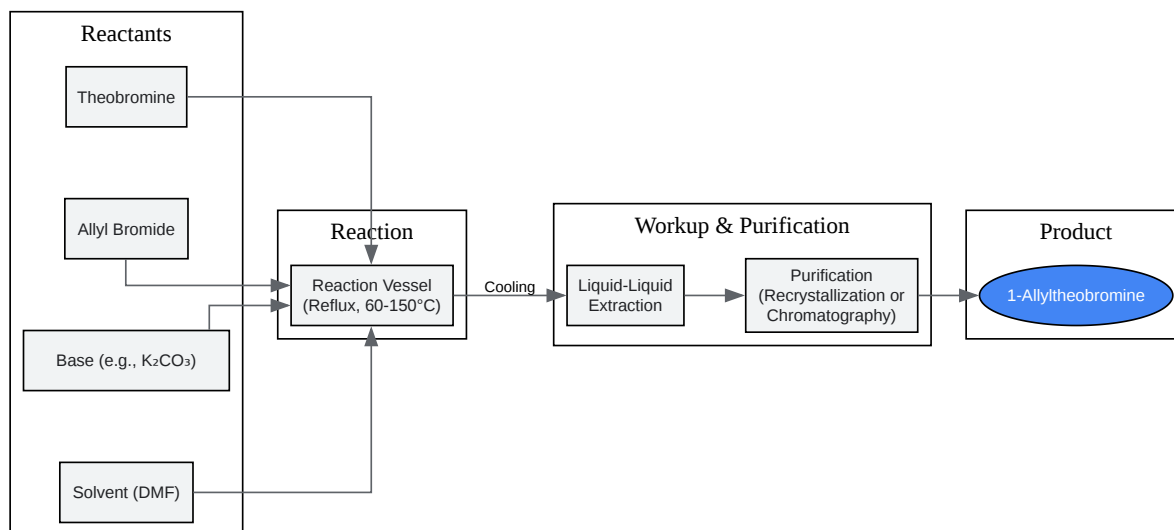 Reactants
Theobromine
Allyl Bromide
Base (e.g., K₂CO₃)
Solvent (DMF)
Reaction
Reaction Vessel
(Reflux, 60-150°C)
Cooling
Workup & Purification
Liquid-Liquid
Extraction
Purification
(Recrystallization or
Chromatography)
Product
1-Allyltheobromine